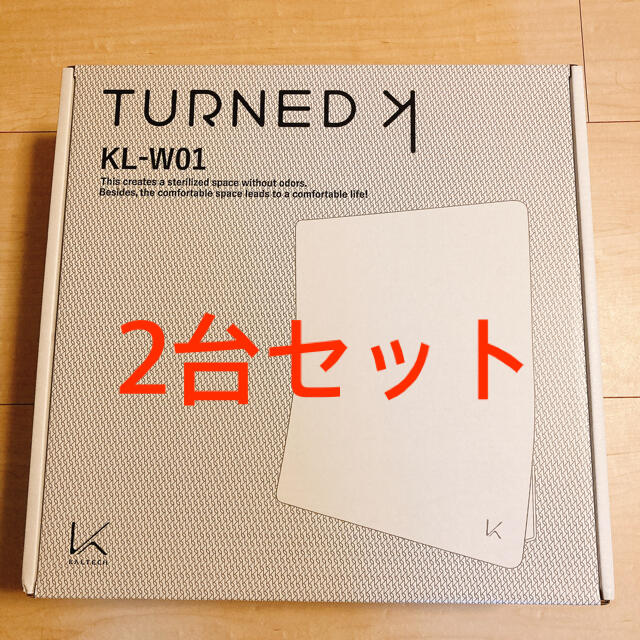 TURNED K
KL-W01
This creates a sterilized space without odors.
Besides, the comfortable space leads to a comfortable life!
2台セット
KALTECH